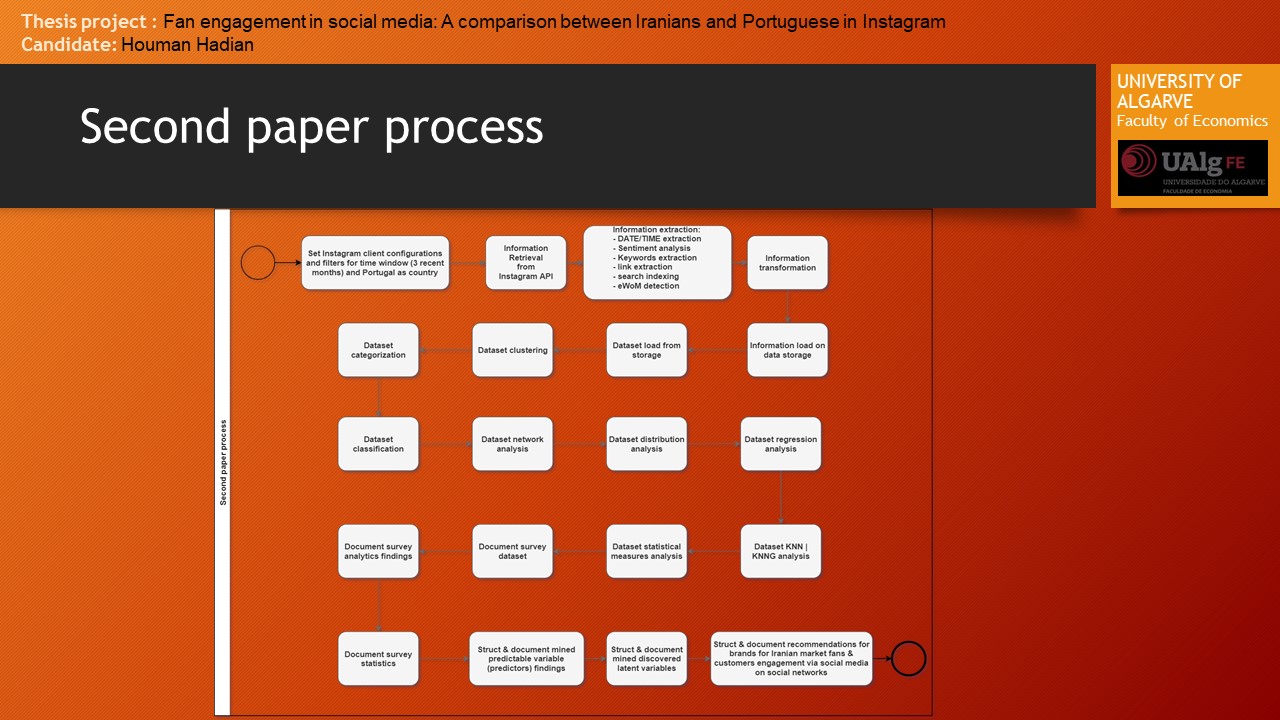 Thesis project : Fan engagement in social media: A comparison between Iranians and Portuguese in Instagram
Candidate: Houman Hadian
Second paper process
UNIVERSITY OF
ALGARVE
Faculty of Economics
UAlg FE
UNIVERSIDADE DO ALGARVE
FACULDADE DE ECONOMIA
Second paper process
Set Instagram client configurations
and filters for time window (3 recent
months) and Portugal as country
Information
Retrieval
from
Instagram API
Information extraction:
- DATE/TIME extraction
- Sentiment analysis
- Keywords extraction
- link extraction
- search indexing
- eWoM detection
Information
transformation
Information load on
data storage
Dataset load from
storage
Dataset clustering
Dataset
categorization
Dataset
classification
Dataset network
analysis
Dataset distribution
analysis
Dataset regression
analysis
Dataset KNN |
KNNG analysis
Dataset statistical
measures analysis
Document survey
dataset
Document survey
analytics findings
Document survey
statistics
Struct & document mined
predictable variable
(predictors) findings
Struct & document
mined discovered
latent variables
Struct & document recommendations for
brands for Iranian market fans &
customers engagement via social media
on social networks